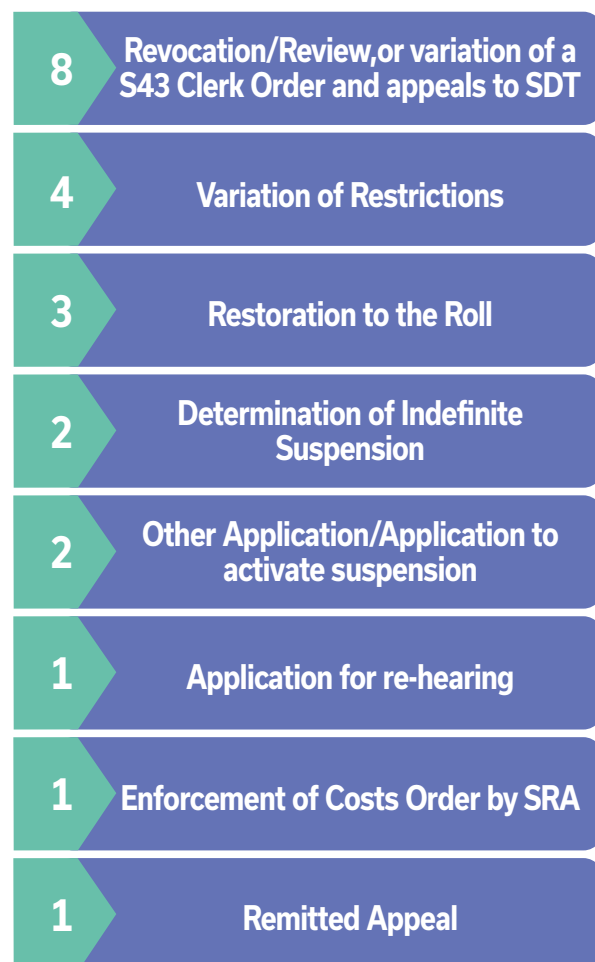 8
Revocation/Review,or variation of a
S43 Clerk Order and appeals to SDT
4
Variation of Restrictions
3
Restoration to the Roll
2
Determination of Indefinite
Suspension
2
Other Application/Application to
activate suspension
1
Application for re-hearing
1
Enforcement of Costs Order by SRA
1
Remitted Appeal